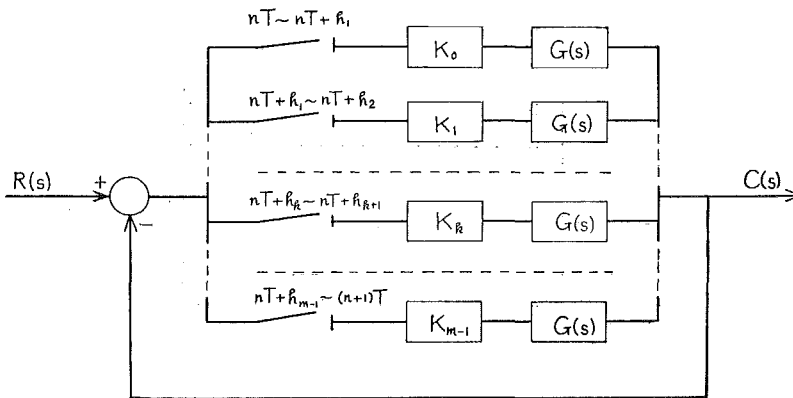 nT ~ nT + h₁
K₀ G(s)
nT + h₁ ~ nT + h₂
K₁ G(s)
R(s) + − C(s)
nT + hₖ ~ nT + hₖ₊₁
Kₖ G(s)
nT + hₘ₋₁ ~ (n+1)T
Kₘ₋₁ G(s)